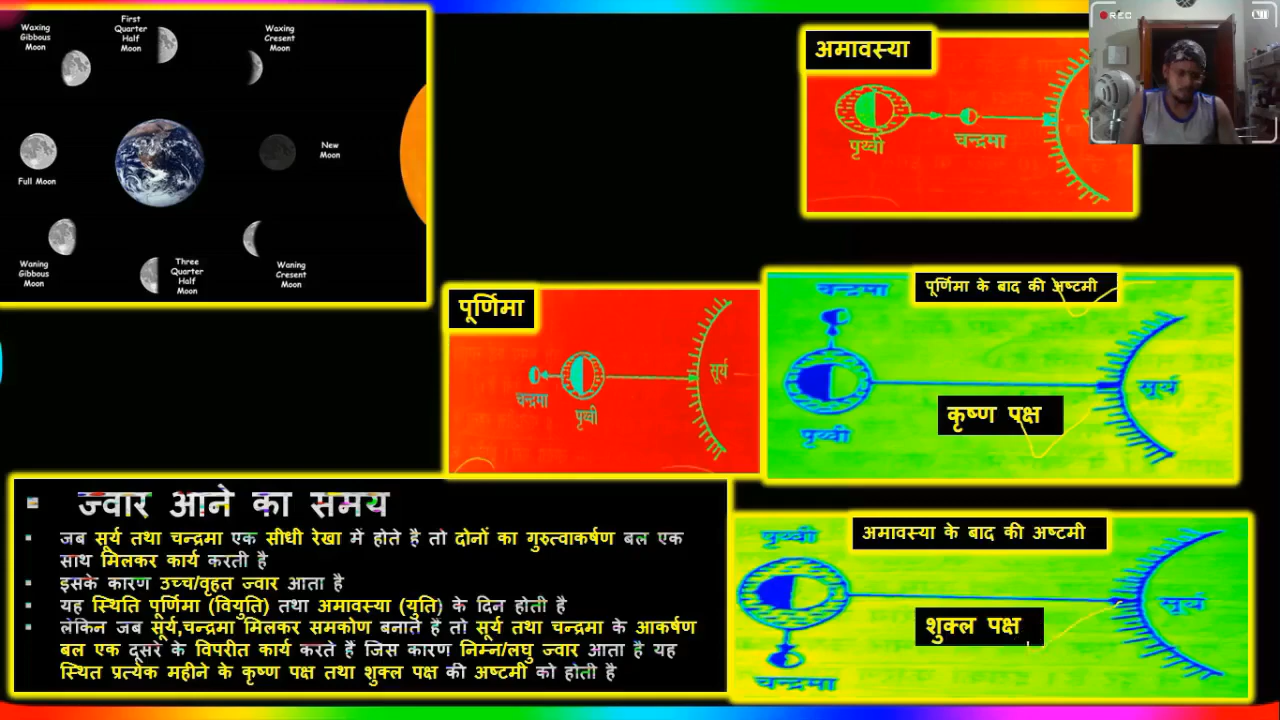 Waxing
Gibbous
Moon
First
Quarter
Half
Moon
Waxing
Cresent
Moon
Full Moon
New
Moon
Waning
Gibbous
Moon
Three
Quarter
Half
Moon
Waning
Cresent
Moon
अमावस्या
पृथ्वी
चन्द्रमा
REC
पूर्णिमा
चन्द्रमा
पृथ्वी
सूर्य
चन्द्रमा
पूर्णिमा के बाद की अष्टमी
सूर्य
कृष्ण पक्ष
पृथ्वी
ज्वार आने का समय
जब सूर्य तथा चन्द्रमा एक सीधी रेखा में होते है तो दोनों का गुरुत्वाकर्षण बल एक
साथ मिलकर कार्य करती है
इसके कारण उच्च/वृहत ज्वार आता है
यह स्थिति पूर्णिमा (वियुति) तथा अमावस्या (युति) के दिन होती है
लेकिन जब सूर्य,चन्द्रमा मिलकर समकोण बनाते हैं तो सूर्य तथा चन्द्रमा के आकर्षण
बल एक दूसरे के विपरीत कार्य करते हैं जिस कारण निम्न/लघु ज्वार आता है यह
स्थित प्रत्येक महीने के कृष्ण पक्ष तथा शुक्ल पक्ष की अष्टमी को होती है
पृथ्वी
अमावस्या के बाद की अष्टमी
सूर्य
शुक्ल पक्ष
चन्द्रमा